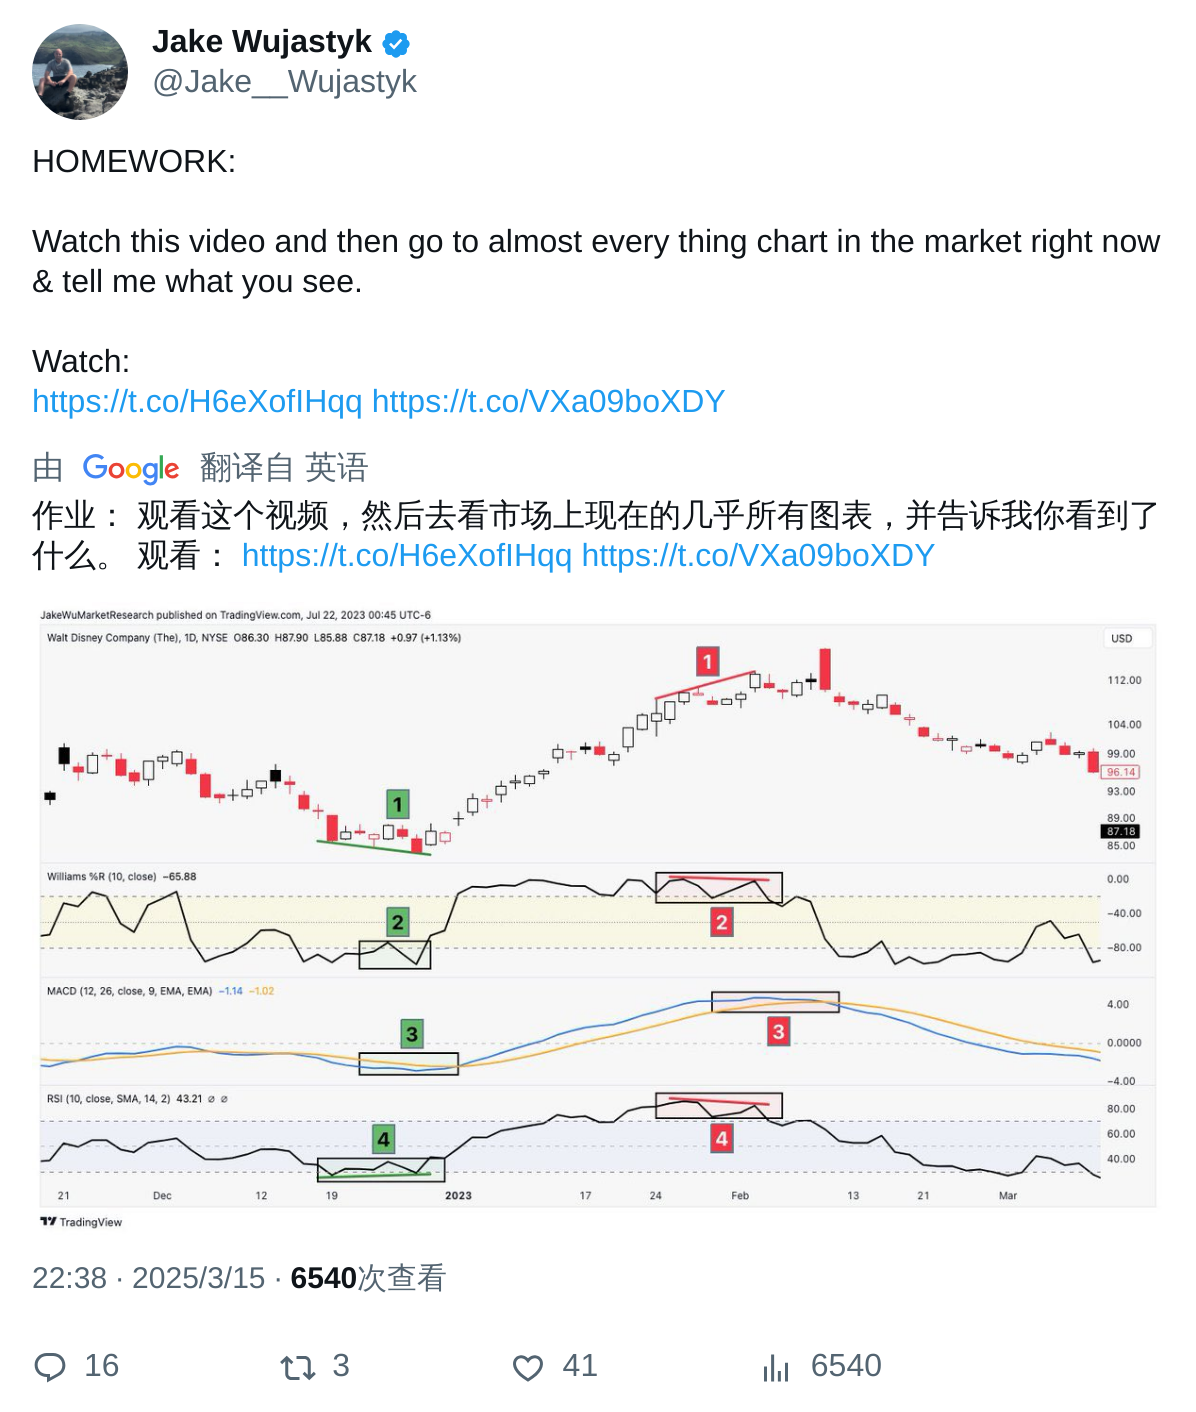 Jake Wujastyk
@Jake__Wujastyk
HOMEWORK:
Watch this video and then go to almost every thing chart in the market right now
& tell me what you see.
Watch:
https://t.co/H6eXofIHqq https://t.co/VXa09boXDY
由 Google 翻译自 英语
作业： 观看这个视频，然后去看市场上现在的几乎所有图表，并告诉我你看到了
什么。 观看： https://t.co/H6eXofIHqq https://t.co/VXa09boXDY
JakeWuMarketResearch published on TradingView.com, Jul 22, 2023 00:45 UTC-6
Walt Disney Company (The), 1D, NYSE O86.30 H87.90 L85.88 C87.18 +0.97 (+1.13%)
USD
1
112.00
104.00
99.00
96.14
93.00
1
89.00
87.18
85.00
Williams %R (10, close) −65.88
0.00
2
2
−40.00
−80.00
MACD (12, 26, close, 9, EMA, EMA) −1.14 −1.02
4.00
3
3
0.0000
−4.00
RSI (10, close, SMA, 14, 2) 43.21 ⌀ ⌀
80.00
4
4
60.00
40.00
21 Dec 12 19 2023 17 24 Feb 13 21 Mar
TradingView
22:38 · 2025/3/15 · 6540次查看
16 3 41 6540